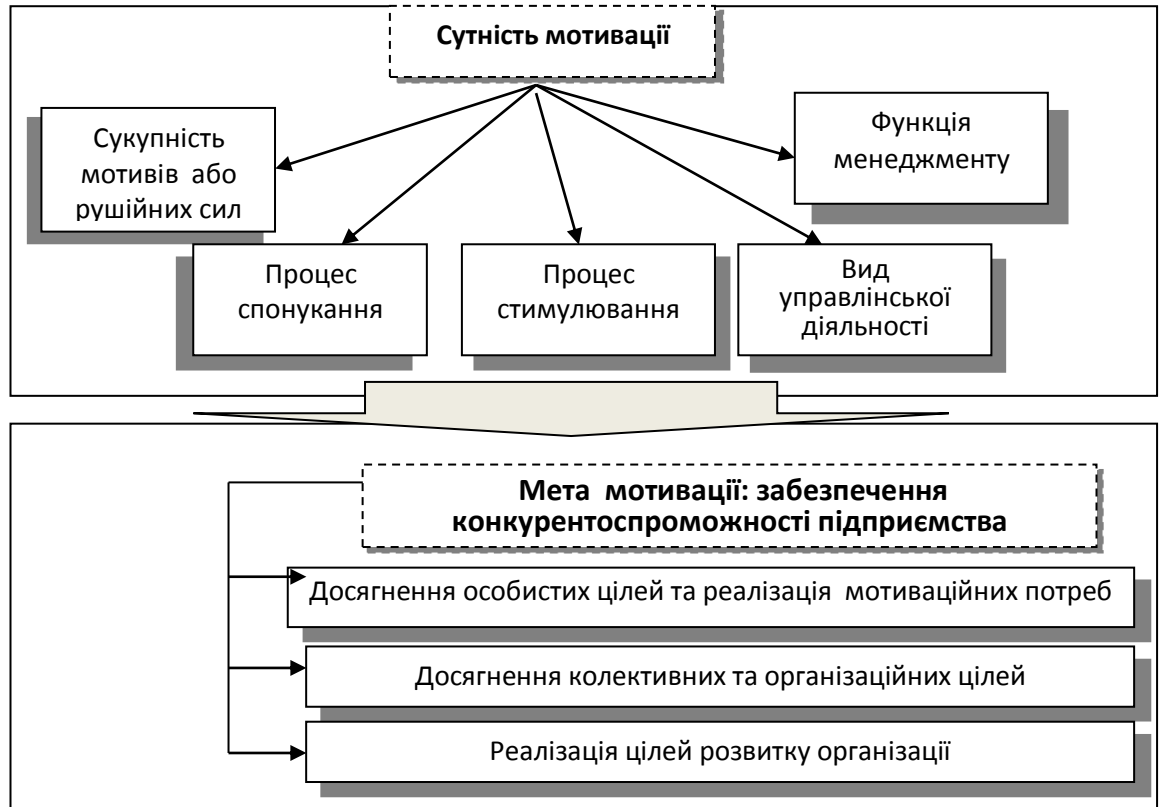 Сутність мотивації
Сукупність
мотивів або
рушійних сил
Функція
менеджменту
Процес
спонукання
Процес
стимулювання
Вид
управлінської
діяльності
Мета мотивації: забезпечення
конкурентоспроможності підприємства
Досягнення особистих цілей та реалізація мотиваційних потреб
Досягнення колективних та організаційних цілей
Реалізація цілей розвитку організації